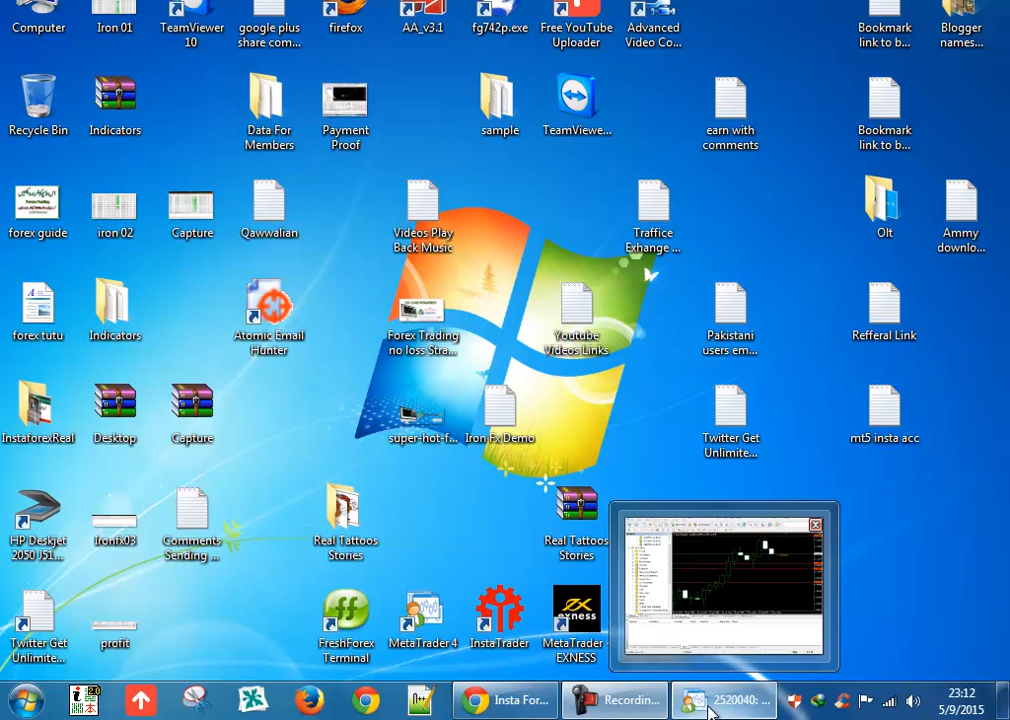 Computer
Iron 01
TeamViewer
10
google plus
share com...
firefox
AA_v3.1
fg742p.exe
Free YouTube
Uploader
Advanced
Video Co...
Bookmark
link to b...
Blogger
names...
Recycle Bin
Indicators
Data For
Members
Payment
Proof
sample
TeamViewe...
earn with
comments
Bookmark
link to b...
forex guide
iron 02
Capture
Qawwalian
Videos Play
Back Music
Traffice
Exhange ...
Olt
Ammy
downlo...
forex tutu
Indicators
Atomic Email
Hunter
Forex Trading
no loss Stra...
Youtube
Videos Links
Pakistani
users em...
Refferal Link
InstaforexReal
Desktop
Capture
super-hot-f...
Iron Fx Demo
Twitter Get
Unlimite...
mt5 insta acc
HP Deskjet
2050 J51...
Ironfx03
Comments
Sending ...
Real Tattoos
Stories
Real Tattoos
Stories
Twitter Get
Unlimite...
profit
FreshForex
Terminal
MetaTrader 4
InstaTrader
exness
MetaTrader -
EXNESS
Insta For...
Recordin...
2520040: ...
23:12
5/9/2015